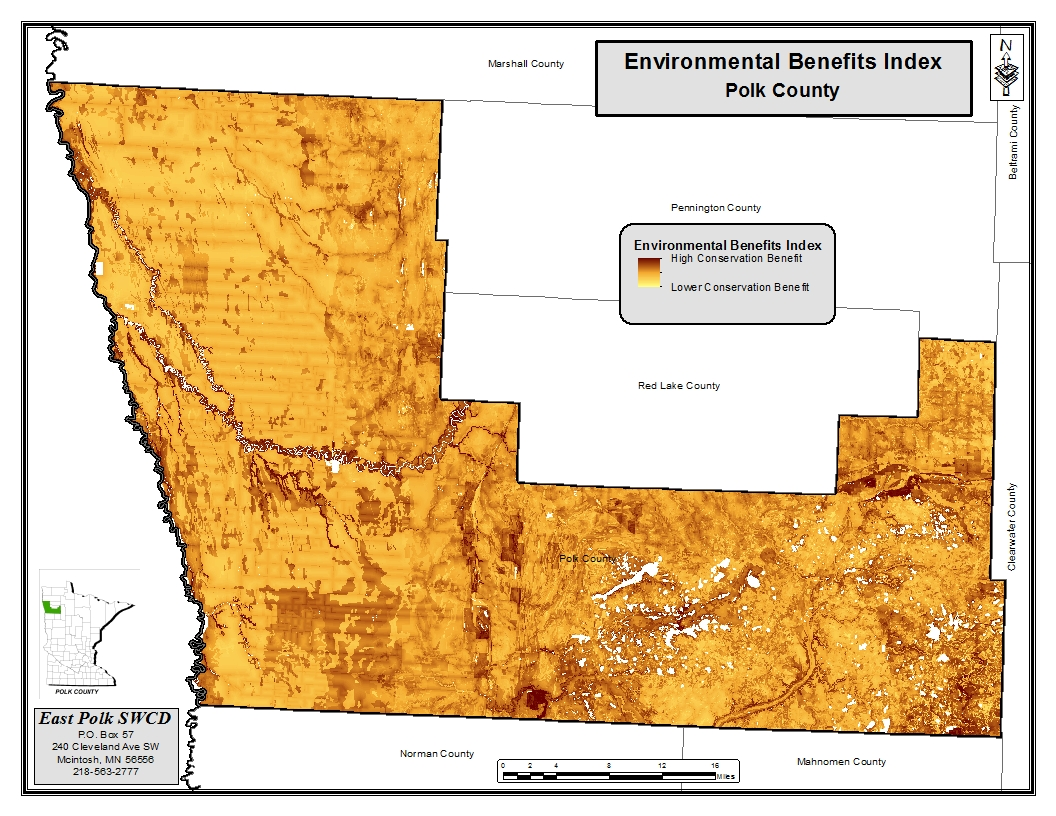 Marshall County
Environmental Benefits Index
Polk County
N
Beltrami County
Pennington County
Environmental Benefits Index
High Conservation Benefit
Lower Conservation Benefit
Red Lake County
Clearwater County
Polk County
POLK COUNTY
East Polk SWCD
P.O. Box 57
240 Cleveland Ave SW
Mcintosh, MN 56556
218-563-2777
Norman County
0 2 4 8 12 16
Miles
Mahnomen County